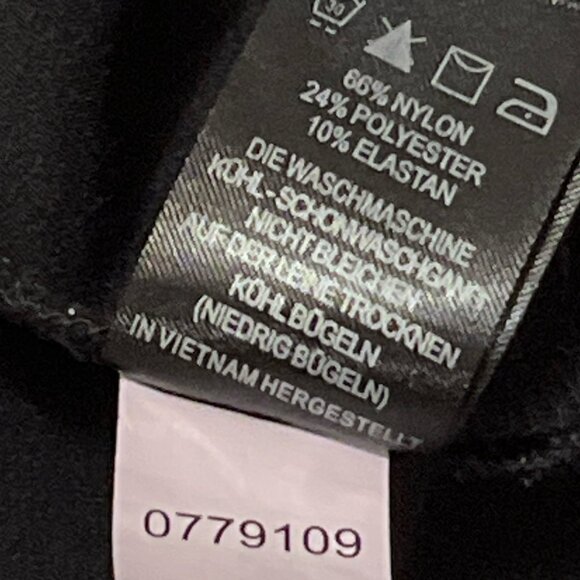 30
66% NYLON
24% POLYESTER
10% ELASTAN
DIE WASCHMASCHINE
KÜHL - SCHONWASCHGANFT
NICHT BLEICHEN
AUF DER LEINE TROCKNEN
KÜHL BÜGELN
(NIEDRIG BÜGELN)
IN VIETNAM HERGESTELLT
0779109